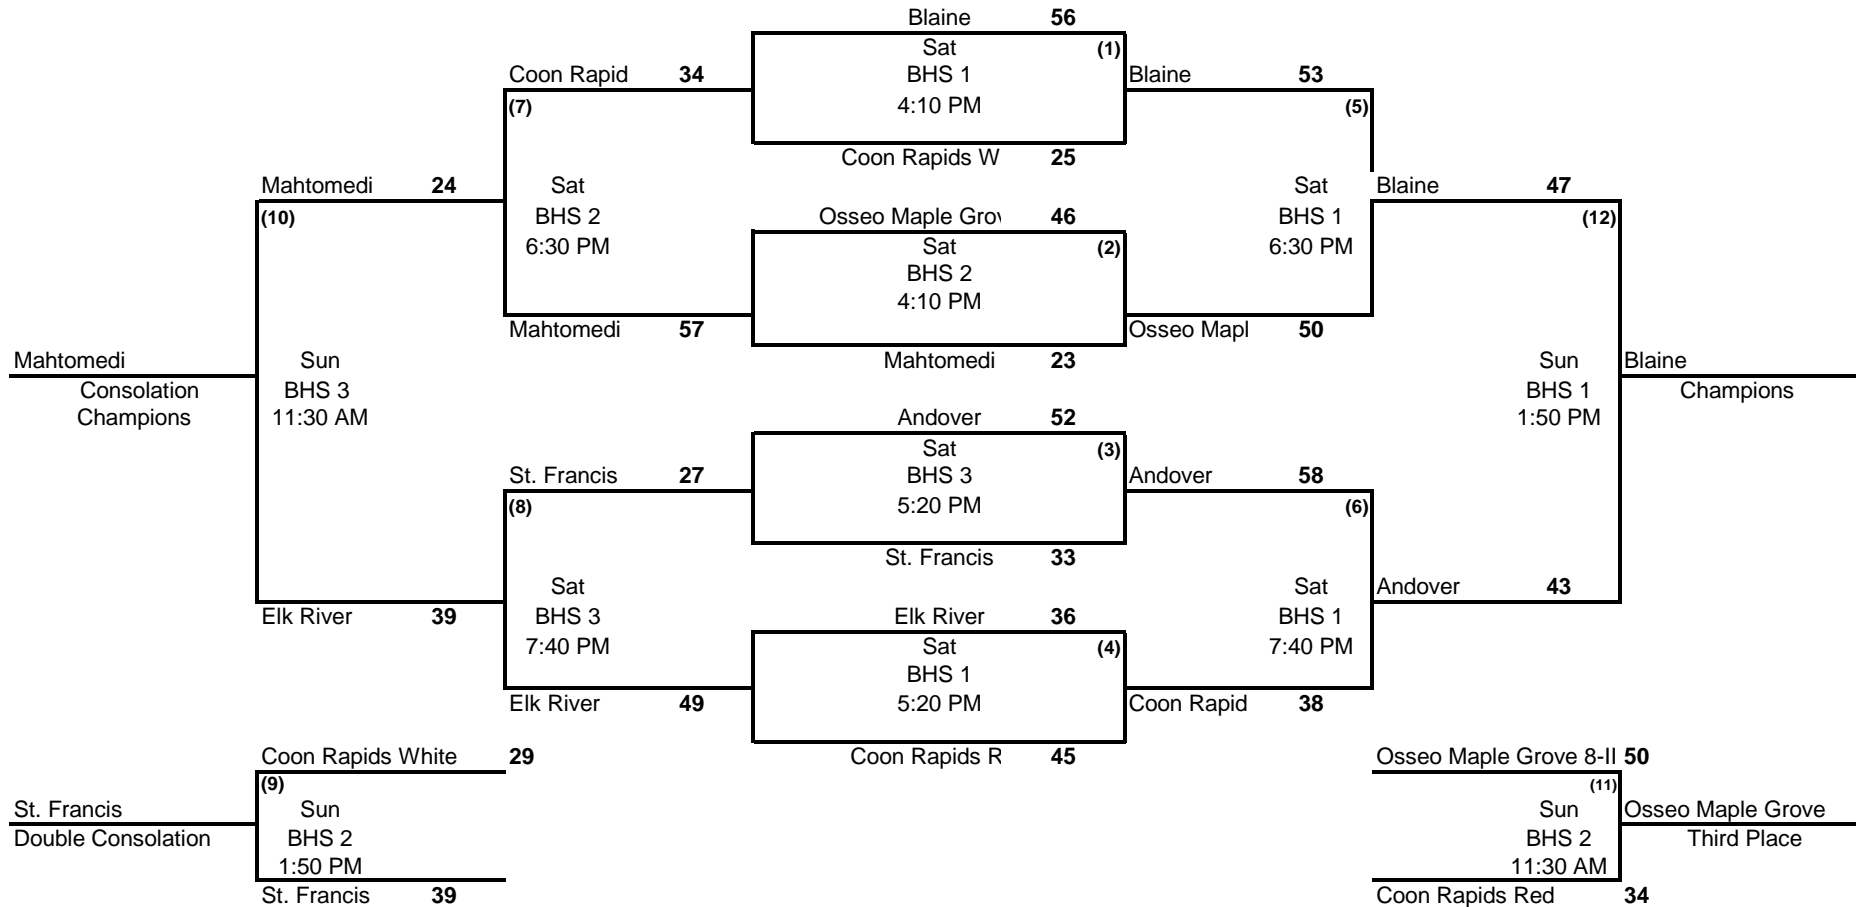 Blaine 56
Sat (1)
Coon Rapid 34 BHS 1 Blaine 53
(7) 4:10 PM (5)
Coon Rapids W 25
Mahtomedi 24 Sat Sat Blaine 47
(10) BHS 2 Osseo Maple Grov 46 BHS 1 (12)
6:30 PM Sat (2) 6:30 PM
BHS 2
4:10 PM
Mahtomedi 57 Osseo Mapl 50
Mahtomedi Sun Mahtomedi 23 Sun Blaine
Consolation BHS 3 BHS 1 Champions
Champions 11:30 AM Andover 52 1:50 PM
Sat (3)
St. Francis 27 BHS 3 Andover 58
(8) 5:20 PM (6)
St. Francis 33
Sat Sat Andover 43
Elk River 39 BHS 3 Elk River 36 BHS 1
7:40 PM Sat (4) 7:40 PM
BHS 1
Elk River 49 5:20 PM Coon Rapid 38
Coon Rapids White 29 Coon Rapids R 45 Osseo Maple Grove 8-II 50
(9) (11)
St. Francis Sun Sun Osseo Maple Grove
Double Consolation BHS 2 BHS 2 Third Place
1:50 PM 11:30 AM
St. Francis 39 Coon Rapids Red 34